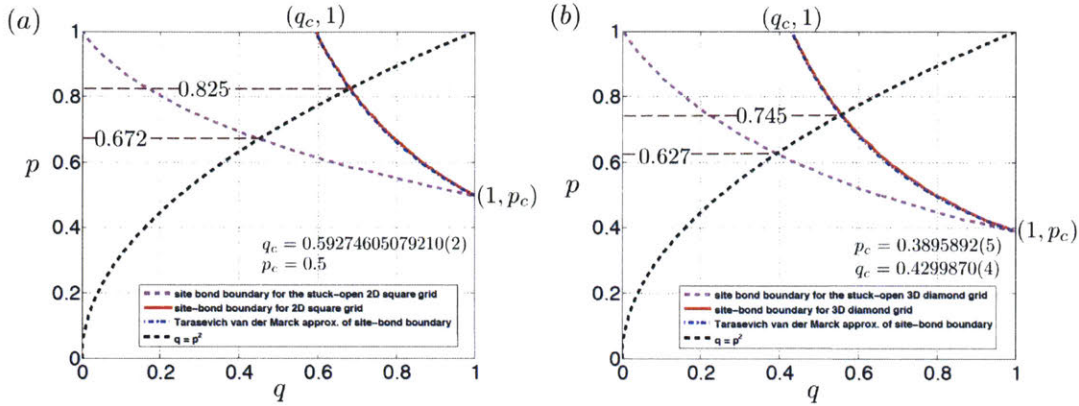 (a)
(q_c, 1)
1
0.8
0.6
0.4
0.2
0
p
0.825
0.672
(1, p_c)
q_c = 0.59274605079210(2)
p_c = 0.5
site bond boundary for the stuck-open 2D square grid
site-bond boundary for 2D square grid
Tarasevich van der Marck approx. of site-bond boundary
q = p²
0 0.2 0.4 0.6 0.8 1
q
(b)
(q_c, 1)
1
0.8
0.6
0.4
0.2
0
p
0.745
0.627
(1, p_c)
p_c = 0.3895892(5)
q_c = 0.4299870(4)
site bond boundary for the stuck-open 3D diamond grid
site-bond boundary for 3D diamond grid
Tarasevich van der Marck approx. of site-bond boundary
q = p²
0 0.2 0.4 0.6 0.8 1
q